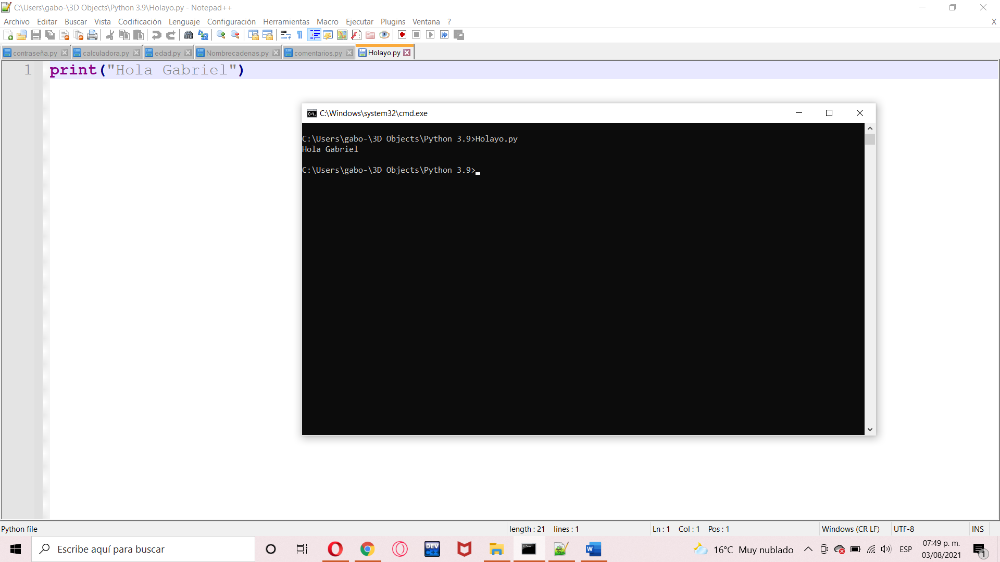 C:\Users\gabo-\3D Objects\Python 3.9\Holayo.py - Notepad++
Archivo Editar Buscar Vista Codificación Lenguaje Configuración Herramientas Macro Ejecutar Plugins Ventana ? X
contraseña.py calculadora.py edad.py Nombrecadenas.py comentarios.py Holayo.py
1 print("Hola Gabriel")
C:\Windows\system32\cmd.exe
C:\Users\gabo-\3D Objects\Python 3.9>Holayo.py
Hola Gabriel
C:\Users\gabo-\3D Objects\Python 3.9>
Python file length : 21 lines : 1 Ln : 1 Col : 1 Pos : 1 Windows (CR LF) UTF-8 INS
Escribe aquí para buscar DEV C++ W 16°C Muy nublado ESP 07:49 p. m.
03/08/2021 1